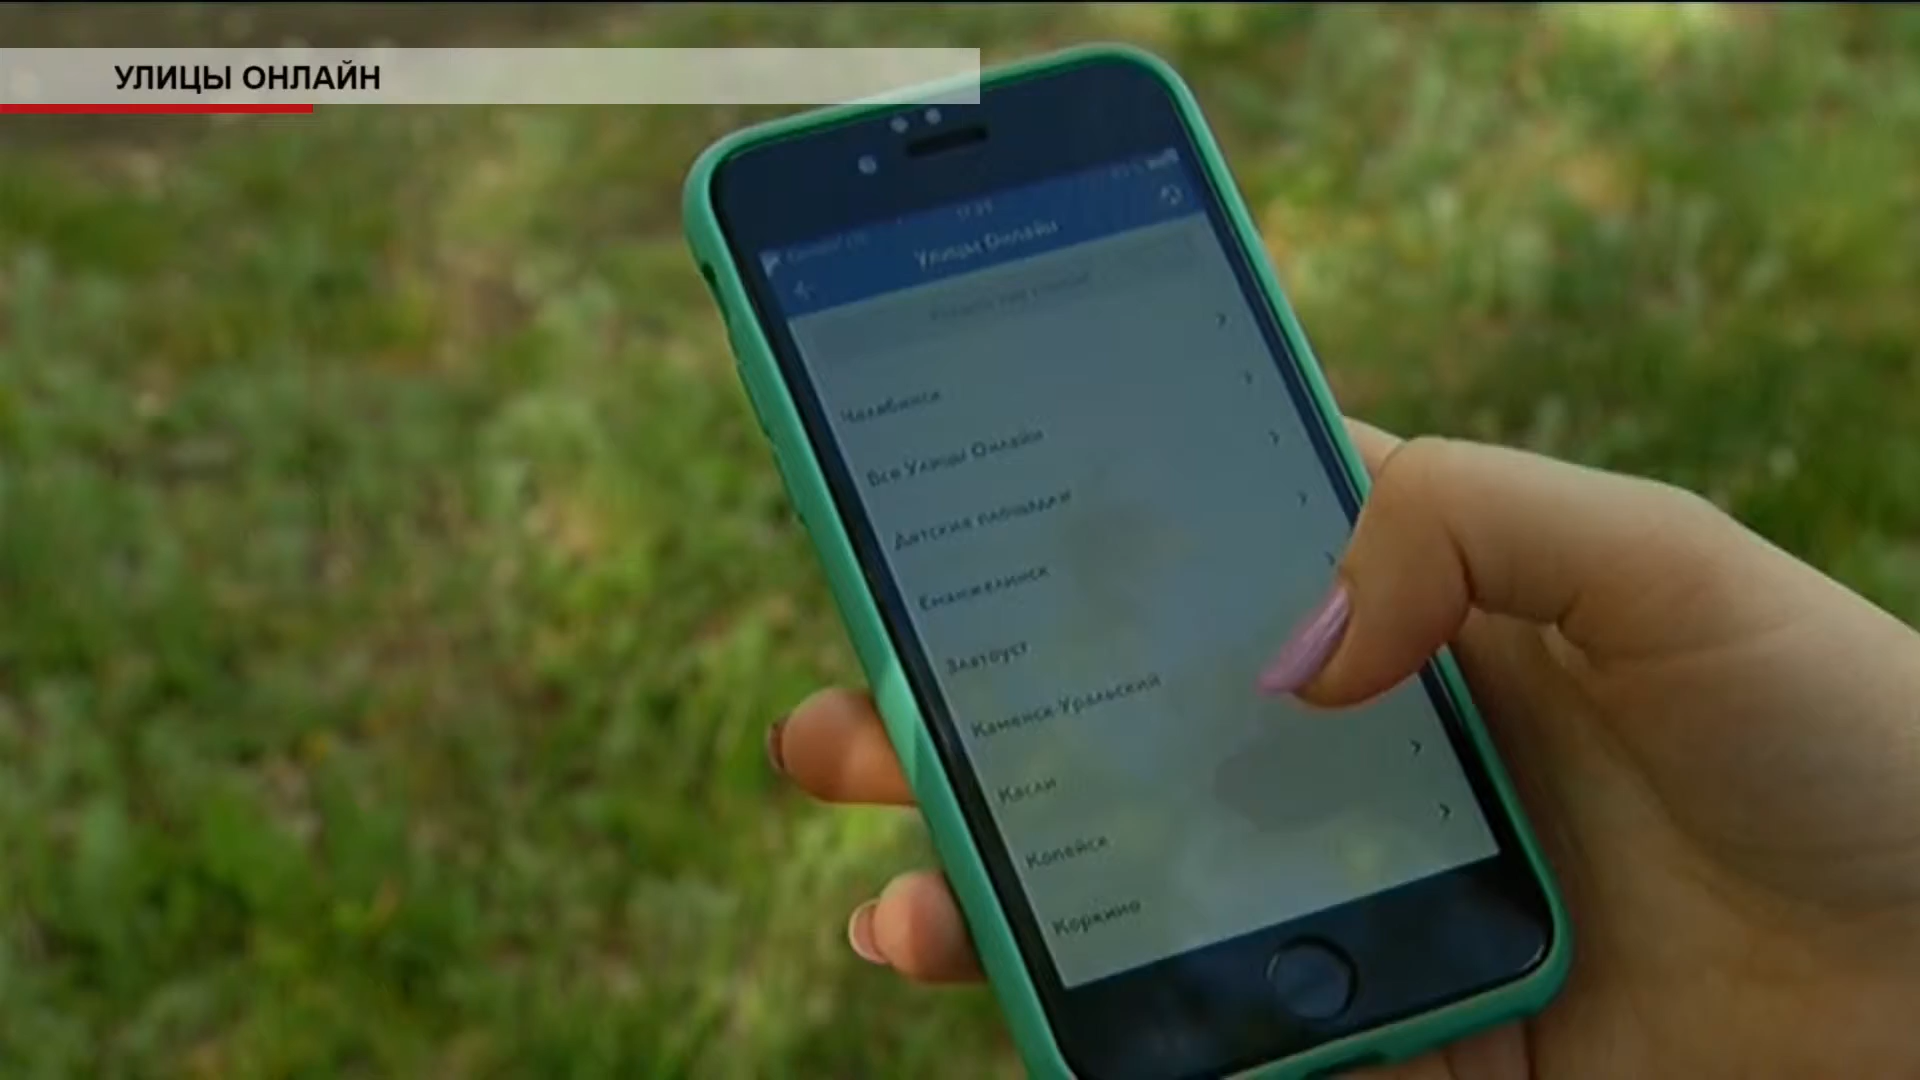 УЛИЦЫ ОНЛАЙН
Улицы Онлайн
Челябинск
Все Улицы Онлайн
Детские площадки
Еманжелинск
Златоуст
Каменск-Уральский
Касли
Копейск
Коркино